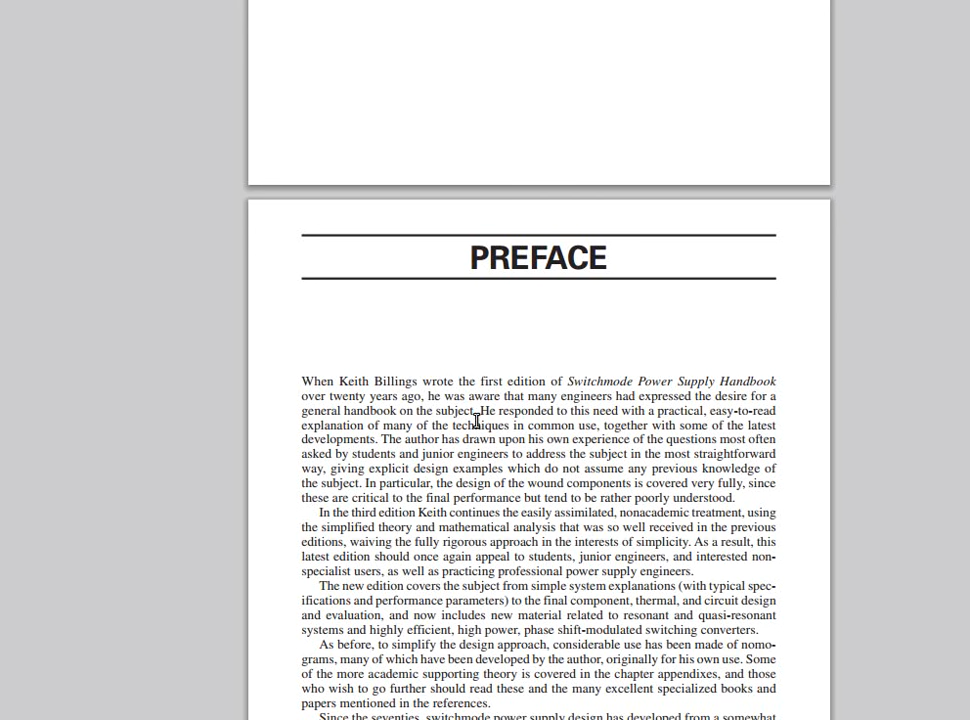 PREFACE
When Keith Billings wrote the first edition of Switchmode Power Supply Handbook
over twenty years ago, he was aware that many engineers had expressed the desire for a
general handbook on the subject. He responded to this need with a practical, easy-to-read
explanation of many of the techniques in common use, together with some of the latest
developments. The author has drawn upon his own experience of the questions most often
asked by students and junior engineers to address the subject in the most straightforward
way, giving explicit design examples which do not assume any previous knowledge of
the subject. In particular, the design of the wound components is covered very fully, since
these are critical to the final performance but tend to be rather poorly understood.
In the third edition Keith continues the easily assimilated, nonacademic treatment, using
the simplified theory and mathematical analysis that was so well received in the previous
editions, waiving the fully rigorous approach in the interests of simplicity. As a result, this
latest edition should once again appeal to students, junior engineers, and interested non-
specialist users, as well as practicing professional power supply engineers.
The new edition covers the subject from simple system explanations (with typical spec-
ifications and performance parameters) to the final component, thermal, and circuit design
and evaluation, and now includes new material related to resonant and quasi-resonant
systems and highly efficient, high power, phase shift-modulated switching converters.
As before, to simplify the design approach, considerable use has been made of nomo-
grams, many of which have been developed by the author, originally for his own use. Some
of the more academic supporting theory is covered in the chapter appendixes, and those
who wish to go further should read these and the many excellent specialized books and
papers mentioned in the references.
Since the seventies, switchmode power supply design has developed from a somewhat